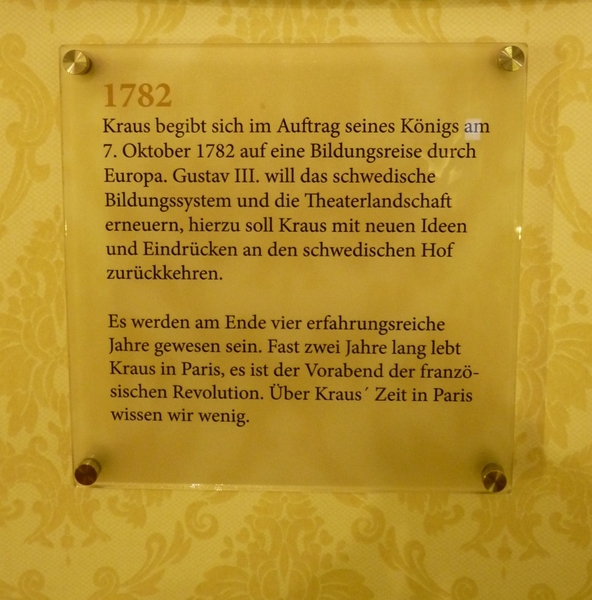 1782
Kraus begibt sich im Auftrag seines Königs am
7. Oktober 1782 auf eine Bildungsreise durch
Europa. Gustav III. will das schwedische
Bildungssystem und die Theaterlandschaft
erneuern, hierzu soll Kraus mit neuen Ideen
und Eindrücken an den schwedischen Hof
zurückkehren.
Es werden am Ende vier erfahrungsreiche
Jahre gewesen sein. Fast zwei Jahre lang lebt
Kraus in Paris, es ist der Vorabend der franzö-
sischen Revolution. Über Kraus´ Zeit in Paris
wissen wir wenig.